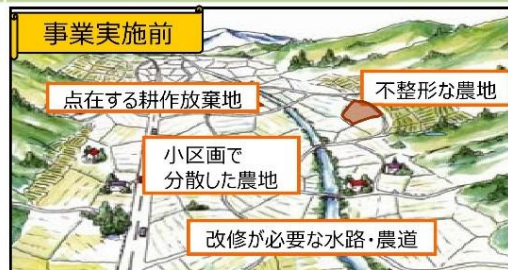 事業実施前
点在する耕作放棄地
不整形な農地
小区画で
分散した農地
改修が必要な水路・農道